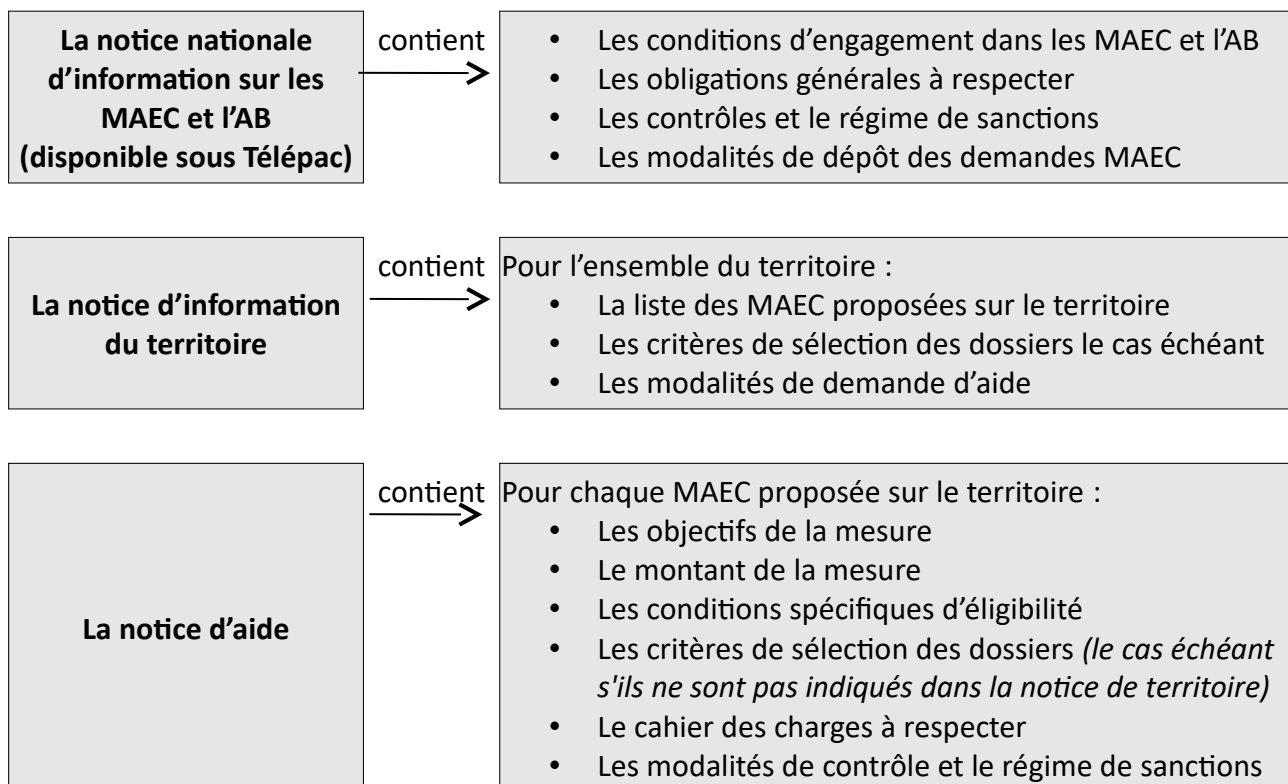 La notice nationale
d'information sur les
MAEC et l'AB
(disponible sous Télépac)
contient
• Les conditions d'engagement dans les MAEC et l'AB
• Les obligations générales à respecter
• Les contrôles et le régime de sanctions
• Les modalités de dépôt des demandes MAEC
La notice d'information
du territoire
contient
Pour l'ensemble du territoire :
• La liste des MAEC proposées sur le territoire
• Les critères de sélection des dossiers le cas échéant
• Les modalités de demande d'aide
La notice d'aide
contient
Pour chaque MAEC proposée sur le territoire :
• Les objectifs de la mesure
• Le montant de la mesure
• Les conditions spécifiques d'éligibilité
• Les critères de sélection des dossiers (le cas échéant
s'ils ne sont pas indiqués dans la notice de territoire)
• Le cahier des charges à respecter
• Les modalités de contrôle et le régime de sanctions